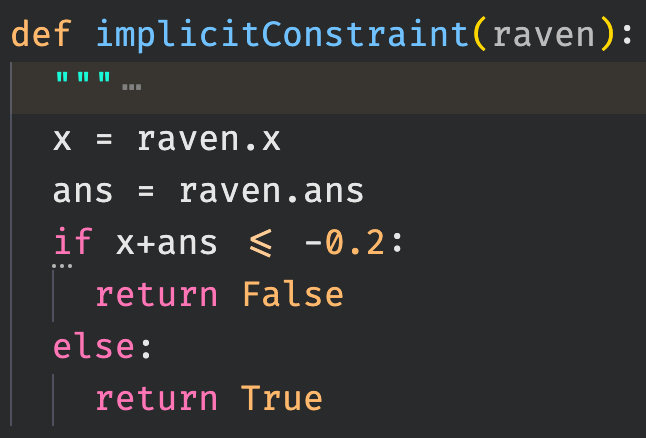 def implicitConstraint(raven):
"""…
x = raven.x
ans = raven.ans
if x+ans <= -0.2:
return False
else:
return True